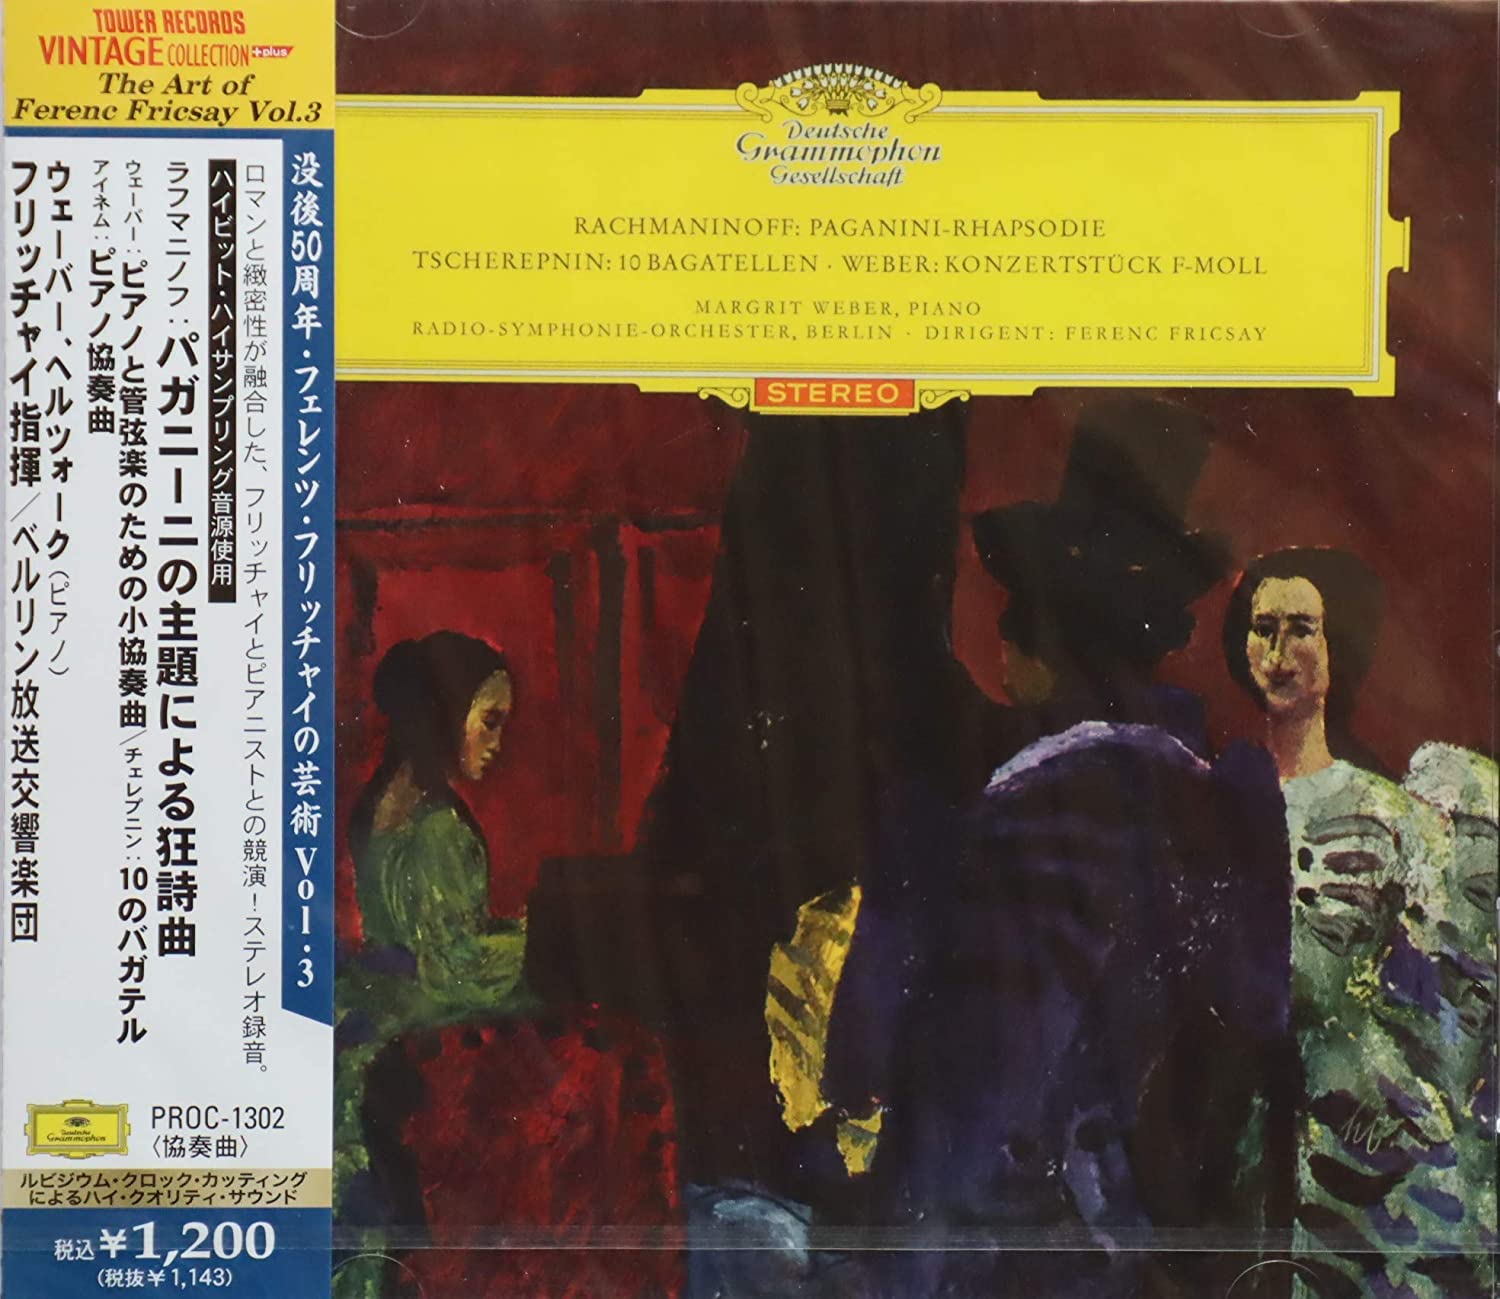 TOWER RECORDS
VINTAGE COLLECTION +plus
The Art of
Ferenc Fricsay Vol.3
没後50周年・フェレンツ・フリッチャイの芸術 Vol.3
ロマンと緻密性が融合した、フリッチャイとピアニストとの競演！ステレオ録音。
ハイビット・ハイサンプリング音源使用
ラフマニノフ：パガニーニの主題による狂詩曲
ウェーバー：ピアノと管弦楽のための小協奏曲／チェレプニン：10のバガテル
アイネム：ピアノ協奏曲
ウェーバー、ヘルツォーク（ピアノ）
フリッチャイ指揮／ベルリン放送交響楽団
Deutsche
Grammophon
PROC-1302
〈協奏曲〉
ルビジウム・クロック・カッティング
によるハイ・クオリティ・サウンド
税込￥1,200
(税抜￥1,143)
Deutsche
Grammophon
Gesellschaft
RACHMANINOFF: PAGANINI-RHAPSODIE
TSCHEREPNIN: 10 BAGATELLEN · WEBER: KONZERTSTÜCK F-MOLL
MARGRIT WEBER, PIANO
RADIO-SYMPHONIE-ORCHESTER, BERLIN · DIRIGENT: FERENC FRICSAY
STEREO